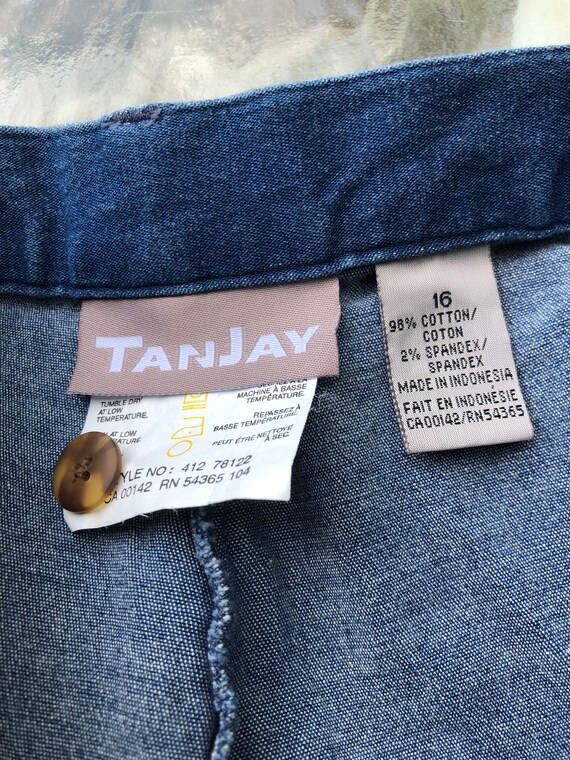 TANJAY
TUMBLE DRY
AT LOW
TEMPERATURE.
AT LOW
TEMPERATURE.
MACHINE À BASSE
TEMPÉRATURE.
REPASSEZ À
BASSE TEMPÉRATURE.
PEUT ÊTRE NETTOYÉ
À SEC.
NO: 412 78122
CA 00142 RN 54365 104
16
98% COTTON/
COTON
2% SPANDEX/
SPANDEX
MADE IN INDONESIA
FAIT EN INDONÉSIE
CA00142/RN54365